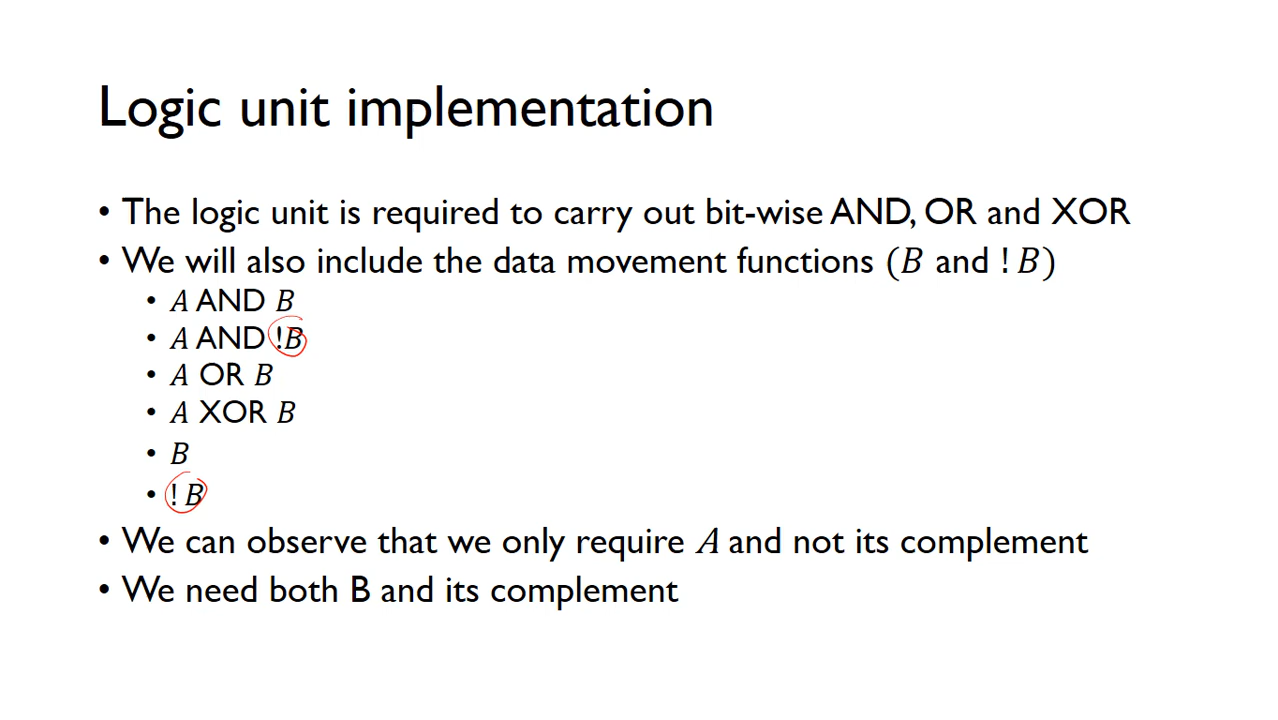 Logic unit implementation
• The logic unit is required to carry out bit-wise AND, OR and XOR
• We will also include the data movement functions (B and ! B)
• A AND B
• A AND !B
• A OR B
• A XOR B
• B
• ! B
• We can observe that we only require A and not its complement
• We need both B and its complement